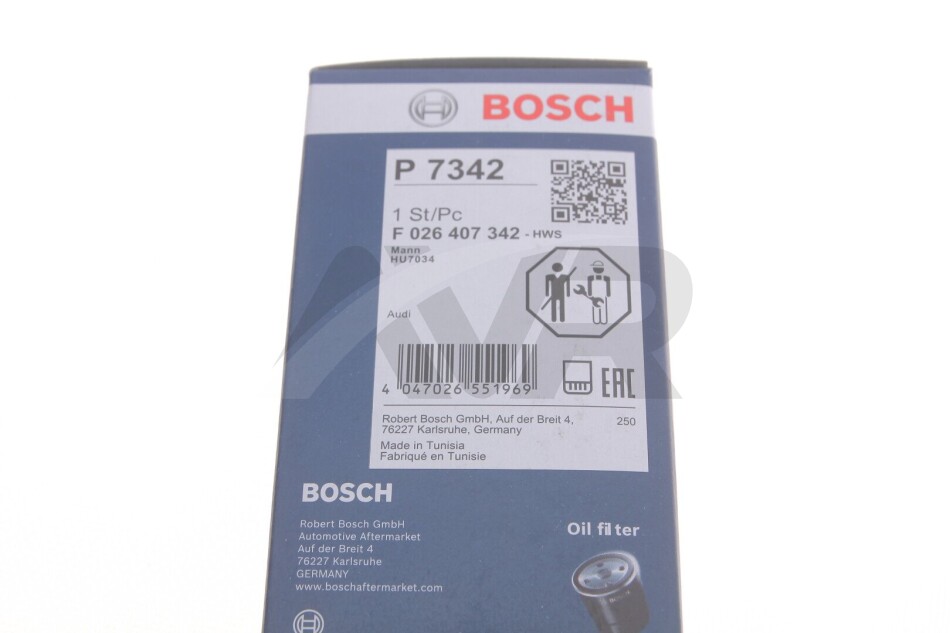 BOSCH
P 7342
1 St/Pc
F 026 407 342 - HWS
Mann
HU7034
AVR
Audi
4 047026 551969
EAC
Robert Bosch GmbH, Auf der Breit 4,
76227 Karlsruhe, Germany
250
Made in Tunisia
Fabriqué en Tunisie
BOSCH
Robert Bosch GmbH
Automotive Aftermarket
Auf der Breit 4
76227 Karlsruhe
GERMANY
www.boschaftermarket.com
Oil filter